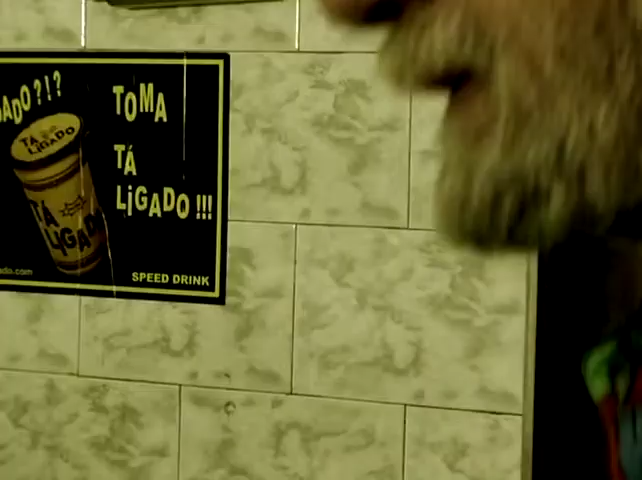 ADO?!?
TOMA
TÁ
LiGADO!!!
TÁ
LIGADO
TÁ
LIGADO
ado.com
SPEED DRINK